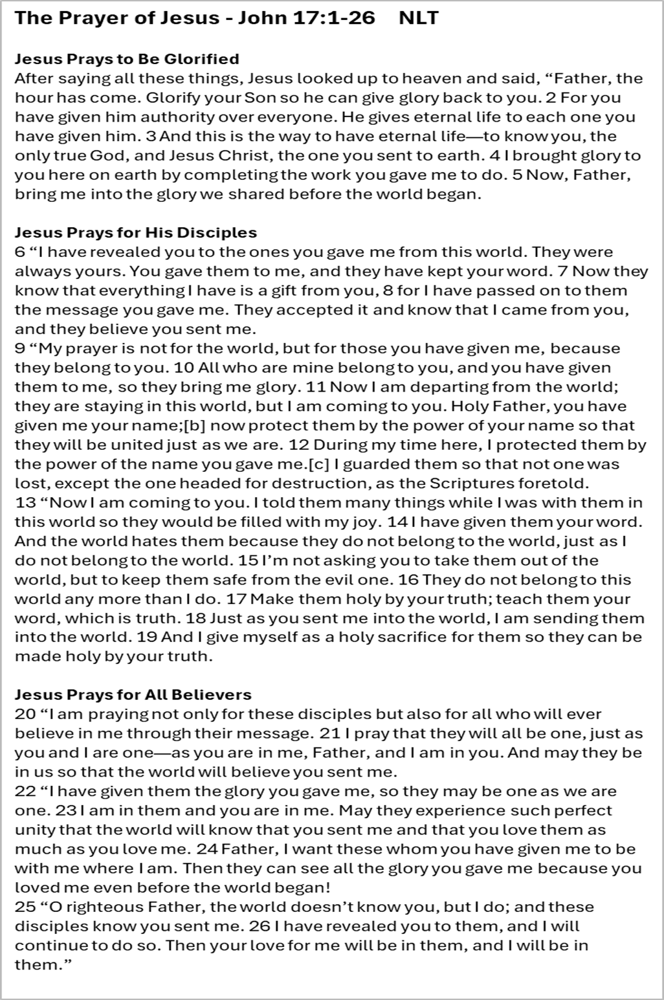 The Prayer of Jesus - John 17:1-26 NLT
Jesus Prays to Be Glorified
After saying all these things, Jesus looked up to heaven and said, “Father, the
hour has come. Glorify your Son so he can give glory back to you. 2 For you
have given him authority over everyone. He gives eternal life to each one you
have given him. 3 And this is the way to have eternal life—to know you, the
only true God, and Jesus Christ, the one you sent to earth. 4 I brought glory to
you here on earth by completing the work you gave me to do. 5 Now, Father,
bring me into the glory we shared before the world began.
Jesus Prays for His Disciples
6 “I have revealed you to the ones you gave me from this world. They were
always yours. You gave them to me, and they have kept your word. 7 Now they
know that everything I have is a gift from you, 8 for I have passed on to them
the message you gave me. They accepted it and know that I came from you,
and they believe you sent me.
9 “My prayer is not for the world, but for those you have given me, because
they belong to you. 10 All who are mine belong to you, and you have given
them to me, so they bring me glory. 11 Now I am departing from the world;
they are staying in this world, but I am coming to you. Holy Father, you have
given me your name;[b] now protect them by the power of your name so that
they will be united just as we are. 12 During my time here, I protected them by
the power of the name you gave me.[c] I guarded them so that not one was
lost, except the one headed for destruction, as the Scriptures foretold.
13 “Now I am coming to you. I told them many things while I was with them in
this world so they would be filled with my joy. 14 I have given them your word.
And the world hates them because they do not belong to the world, just as I
do not belong to the world. 15 I’m not asking you to take them out of the
world, but to keep them safe from the evil one. 16 They do not belong to this
world any more than I do. 17 Make them holy by your truth; teach them your
word, which is truth. 18 Just as you sent me into the world, I am sending them
into the world. 19 And I give myself as a holy sacrifice for them so they can be
made holy by your truth.
Jesus Prays for All Believers
20 “I am praying not only for these disciples but also for all who will ever
believe in me through their message. 21 I pray that they will all be one, just as
you and I are one—as you are in me, Father, and I am in you. And may they be
in us so that the world will believe you sent me.
22 “I have given them the glory you gave me, so they may be one as we are
one. 23 I am in them and you are in me. May they experience such perfect
unity that the world will know that you sent me and that you love them as
much as you love me. 24 Father, I want these whom you have given me to be
with me where I am. Then they can see all the glory you gave me because you
loved me even before the world began!
25 “O righteous Father, the world doesn’t know you, but I do; and these
disciples know you sent me. 26 I have revealed you to them, and I will
continue to do so. Then your love for me will be in them, and I will be in
them.”